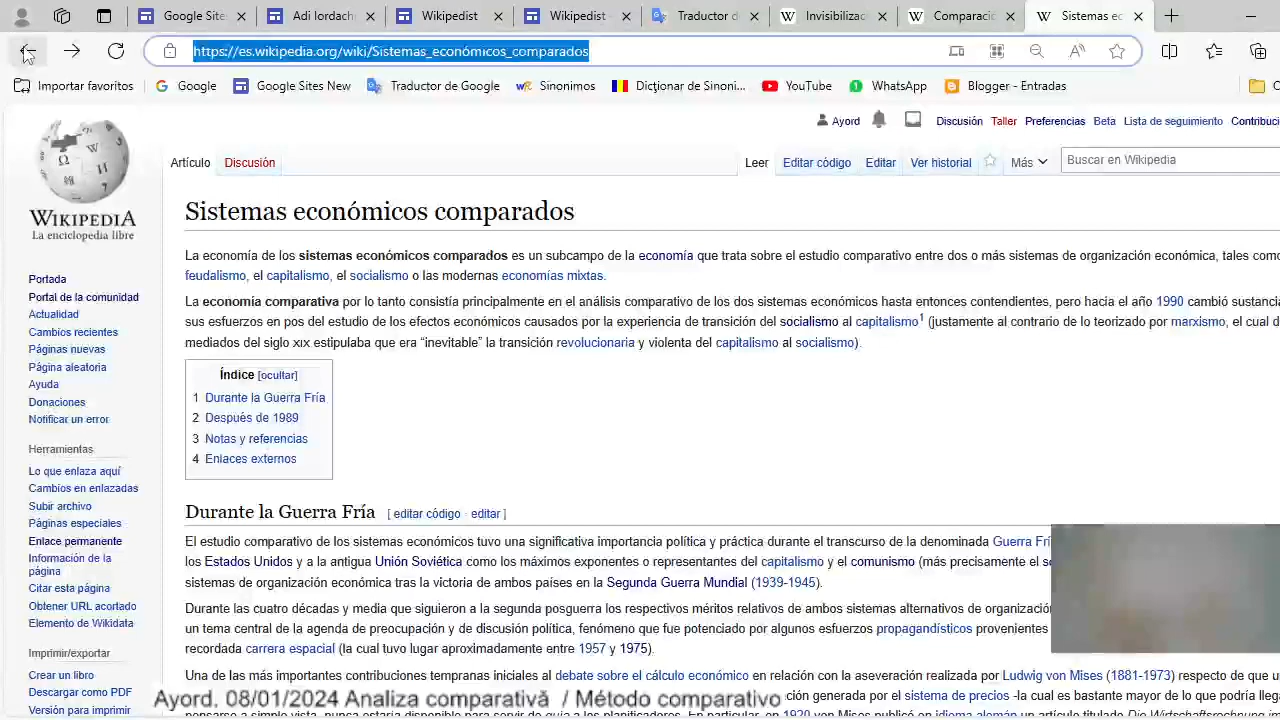 Google Site
Adi Iordach
Wikipedist
Wikipedist
Traductor d
Invisibiliza
Comparació
Sistemas ec
https://es.wikipedia.org/wiki/Sistemas_económicos_comparados
Importar favoritos
Google
Google Sites New
Traductor de Google
Sinónimos
Dicţionar de Sinoni...
YouTube
WhatsApp
Blogger - Entradas
Ayord
Discusión
Taller
Preferencias
Beta
Lista de seguimiento
Contribuci
Artículo
Discusión
Leer
Editar código
Editar
Ver historial
Más
Buscar en Wikipedia
WIKIPEDIA
La enciclopedia libre
Portada
Portal de la comunidad
Actualidad
Cambios recientes
Páginas nuevas
Página aleatoria
Ayuda
Donaciones
Notificar un error
Herramientas
Lo que enlaza aquí
Cambios en enlazadas
Subir archivo
Páginas especiales
Enlace permanente
Información de la
página
Citar esta página
Obtener URL acortado
Elemento de Wikidata
Imprimir/exportar
Crear un libro
Descargar como PDF
Versión para imprimir
Sistemas económicos comparados
La economía de los sistemas económicos comparados es un subcampo de la economía que trata sobre el estudio comparativo entre dos o más sistemas de organización económica, tales como
feudalismo, el capitalismo, el socialismo o las modernas economías mixtas.
La economía comparativa por lo tanto consistía principalmente en el análisis comparativo de los dos sistemas económicos hasta entonces contendientes, pero hacia el año 1990 cambió sustancia
sus esfuerzos en pos del estudio de los efectos económicos causados por la experiencia de transición del socialismo al capitalismo1 (justamente al contrario de lo teorizado por marxismo, el cual d
mediados del siglo XIX estipulaba que era “inevitable” la transición revolucionaria y violenta del capitalismo al socialismo).
Índice [ocultar]
1 Durante la Guerra Fría
2 Después de 1989
3 Notas y referencias
4 Enlaces externos
Durante la Guerra Fría [ editar código · editar ]
El estudio comparativo de los sistemas económicos tuvo una significativa importancia política y práctica durante el transcurso de la denominada Guerra Frí
los Estados Unidos y a la antigua Unión Soviética como los máximos exponentes o representantes del capitalismo y el comunismo (más precisamente el so
sistemas de organización económica tras la victoria de ambos países en la Segunda Guerra Mundial (1939-1945).
Durante las cuatro décadas y media que siguieron a la segunda posguerra los respectivos méritos relativos de ambos sistemas alternativos de organización
un tema central de la agenda de preocupación y de discusión política, fenómeno que fue potenciado por algunos esfuerzos propagandísticos provenientes
recordada carrera espacial (la cual tuvo lugar aproximadamente entre 1957 y 1975).
Una de las más importantes contribuciones tempranas iniciales al debate sobre el cálculo económico en relación con la aseveración realizada por Ludwig von Mises (1881-1973) respecto de que u
Ayord. 08/01/2024 Analiza comparativă / Método comparativo
ción generada por el sistema de precios -la cual es bastante mayor de lo que podría lleg